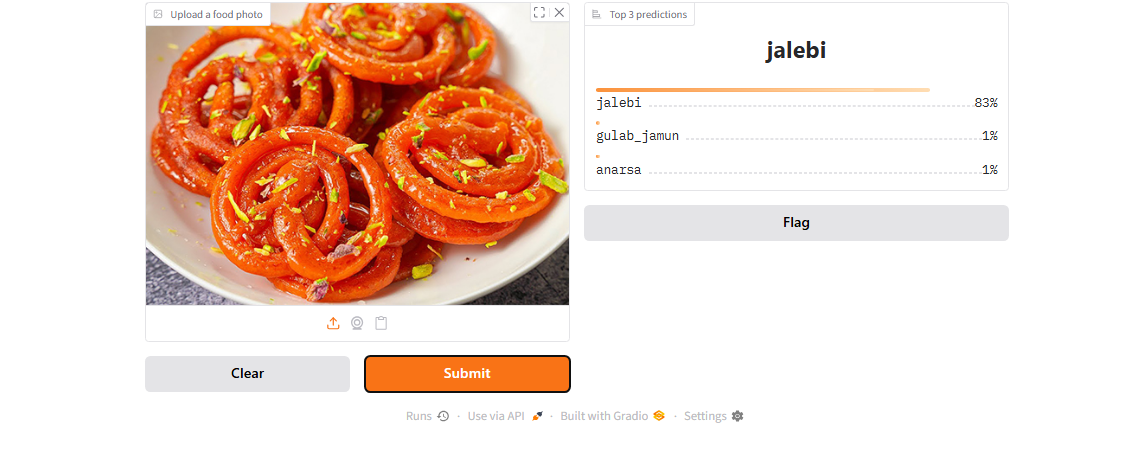 Upload a food photo
Top 3 predictions
jalebi
jalebi 83%
gulab_jamun 1%
anarsa 1%
Flag
Clear
Submit
Runs · Use via API · Built with Gradio · Settings